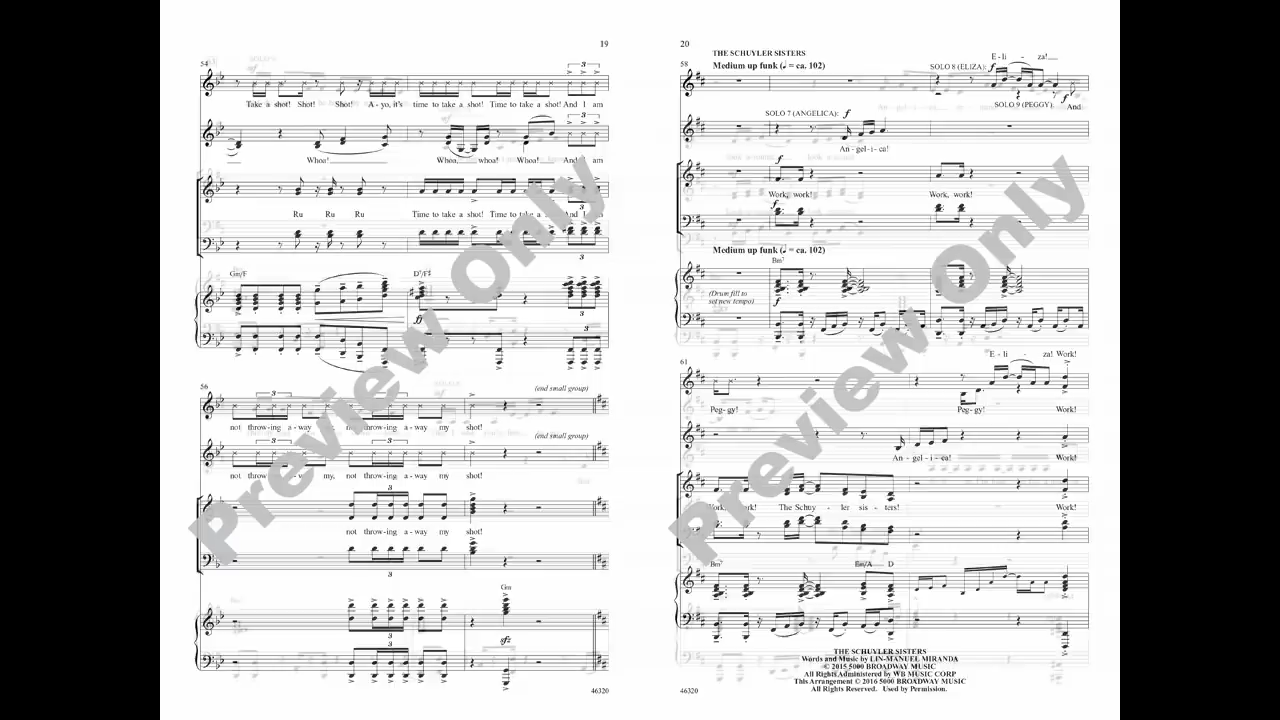 19
54
Take a shot! Shot! Shot! A - yo, it's time to take a shot! Time to take a shot! And I am
Whoa! Whoa, whoa! Whoa! And I am
3
Ru Ru Ru Time to take a shot! Time to take a And I am
3
Gm/F D7/F#
ff
3
56
(end small group)
not throw-ing a-way my, not throw-ing a-way my shot!
(end small group)
not throw-ing a-way my, not throw-ing a-way my shot!
3
not throw-ing a-way my shot!
3
Gm
3
sfz
3
46320
20
THE SCHUYLER SISTERS
58 Medium up funk (♩ = ca. 102)
SOLO 8 (ELIZA): f
E - li - za!
SOLO 9 (PEGGY): f
And
SOLO 7 (ANGELICA): f
An - gel - i - ca!
f
Work, work! Work, work!
f
Medium up funk (♩ = ca. 102)
Bm7
(Drum fill to
set new tempo)
f
61
E - li - za! Work!
Peg-gy! Peg-gy! Work!
An - gel - i - ca! Work!
Work, work! The Schuy - ler sis - ters! Work!
Bm7 Em/A D
THE SCHUYLER SISTERS
Words and Music by LIN-MANUEL MIRANDA
© 2015 5000 BROADWAY MUSIC
All Rights Administered by WB MUSIC CORP
This Arrangement © 2016 5000 BROADWAY MUSIC
All Rights Reserved. Used by Permission.
46320
Preview Only
Preview Only